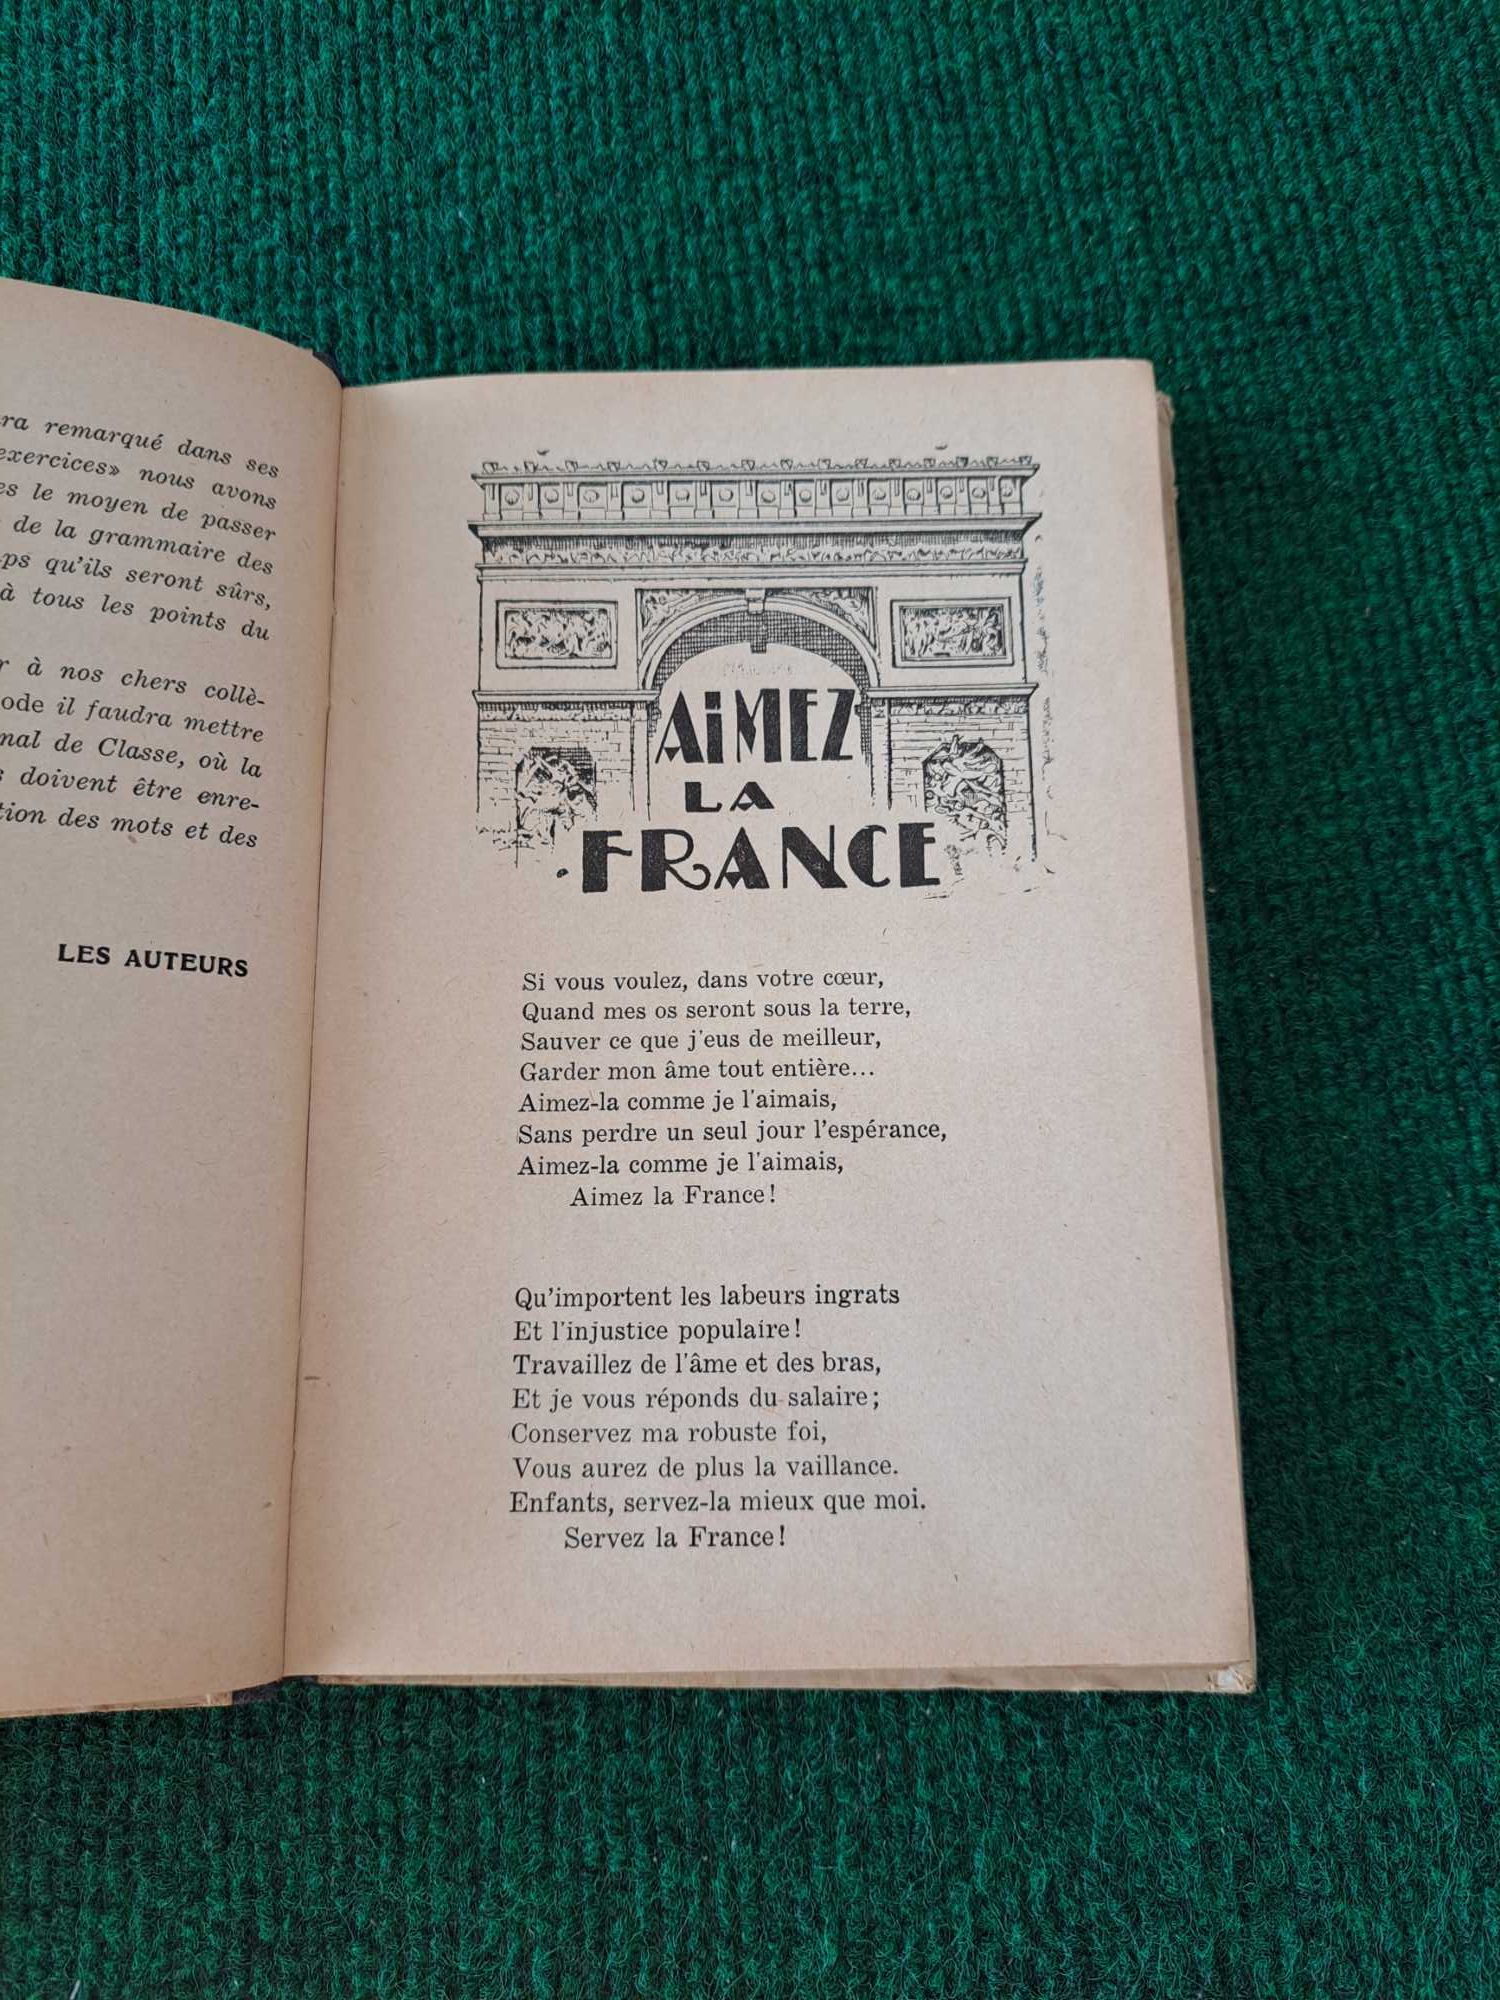 ra remarqué dans ses
exercices» nous avons
es le moyen de passer
de la grammaire des
ps qu'ils seront sûrs,
à tous les points du
r à nos chers collè-
ode il faudra mettre
nal de Classe, où la
s doivent être enre-
tion des mots et des
LES AUTEURS
AiMEZ
LA
FRANCE
Si vous voulez, dans votre cœur,
Quand mes os seront sous la terre,
Sauver ce que j'eus de meilleur,
Garder mon âme tout entière...
Aimez-la comme je l'aimais,
Sans perdre un seul jour l'espérance,
Aimez-la comme je l'aimais,
Aimez la France!
Qu'importent les labeurs ingrats
Et l'injustice populaire!
Travaillez de l'âme et des bras,
Et je vous réponds du salaire;
Conservez ma robuste foi,
Vous aurez de plus la vaillance.
Enfants, servez-la mieux que moi.
Servez la France!